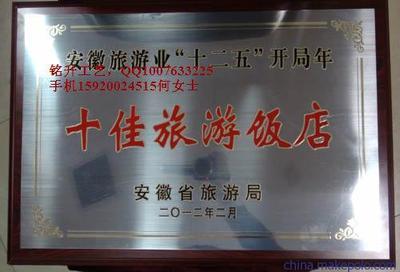 安徽旅游业“十二五”开局年
铭升工艺，QQ1007633225
手机15920024515何女士
十佳旅游饭店
安徽省旅游局
二〇一二年二月
china.makepolo.com